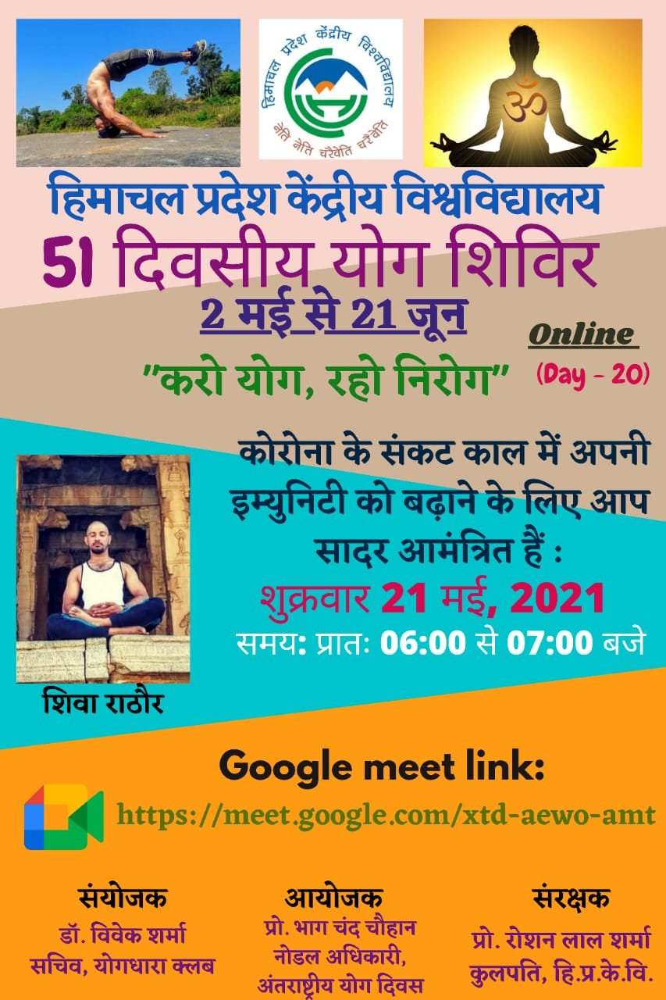 हिमाचल प्रदेश केंद्रीय विश्वविद्यालय
नेति नेति चरैवेति चरैवेति
ॐ
हिमाचल प्रदेश केंद्रीय विश्वविद्यालय
51 दिवसीय योग शिविर
2 मई से 21 जून
Online
"करो योग, रहो निरोग"
(Day - 20)
कोरोना के संकट काल में अपनी
इम्युनिटी को बढ़ाने के लिए आप
सादर आमंत्रित हैं :
शुक्रवार 21 मई, 2021
समय: प्रातः 06:00 से 07:00 बजे
शिवा राठौर
Google meet link:
https://meet.google.com/xtd-aewo-amt
संयोजक
डॉ. विवेक शर्मा
सचिव, योगधारा क्लब
आयोजक
प्रो. भाग चंद चौहान
नोडल अधिकारी,
अंतराष्ट्रीय योग दिवस
संरक्षक
प्रो. रोशन लाल शर्मा
कुलपति, हि.प्र.के.वि.